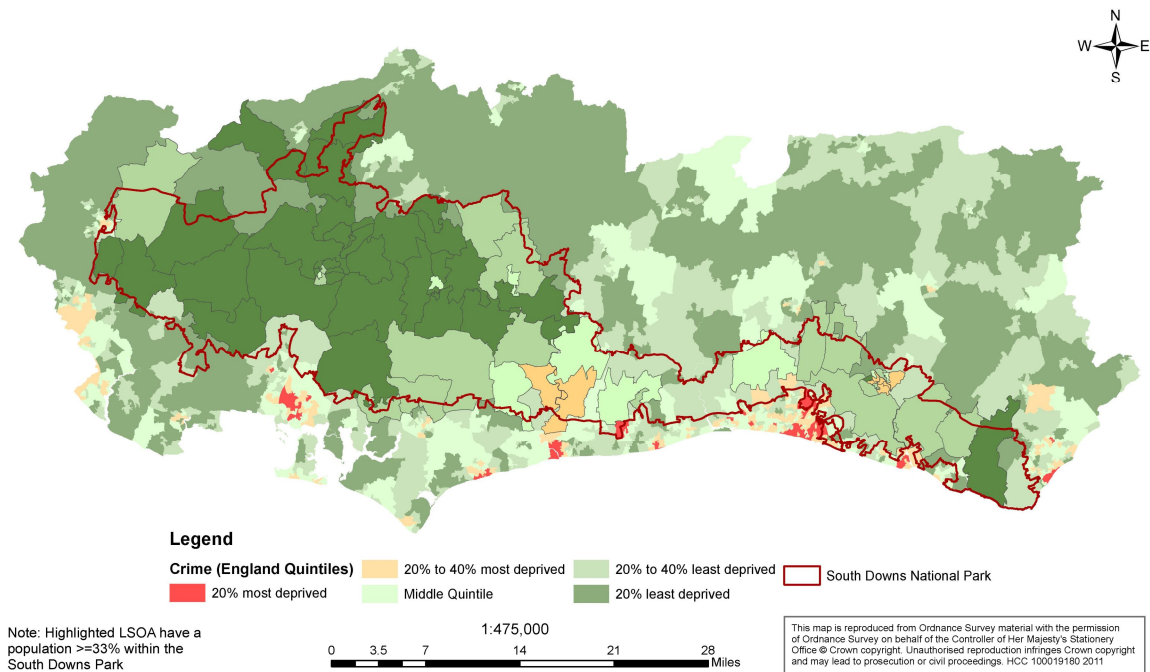 N
W E
S
Legend
Crime (England Quintiles)
20% most deprived
20% to 40% most deprived
Middle Quintile
20% to 40% least deprived
20% least deprived
South Downs National Park
Note: Highlighted LSOA have a
population >=33% within the
South Downs Park
1:475,000
0 3.5 7 14 21 28
Miles
This map is reproduced from Ordnance Survey material with the permission
of Ordnance Survey on behalf of the Controller of Her Majesty's Stationery
Office © Crown copyright. Unauthorised reproduction infringes Crown copyright
and may lead to prosecution or civil proceedings. HCC 100019180 2011